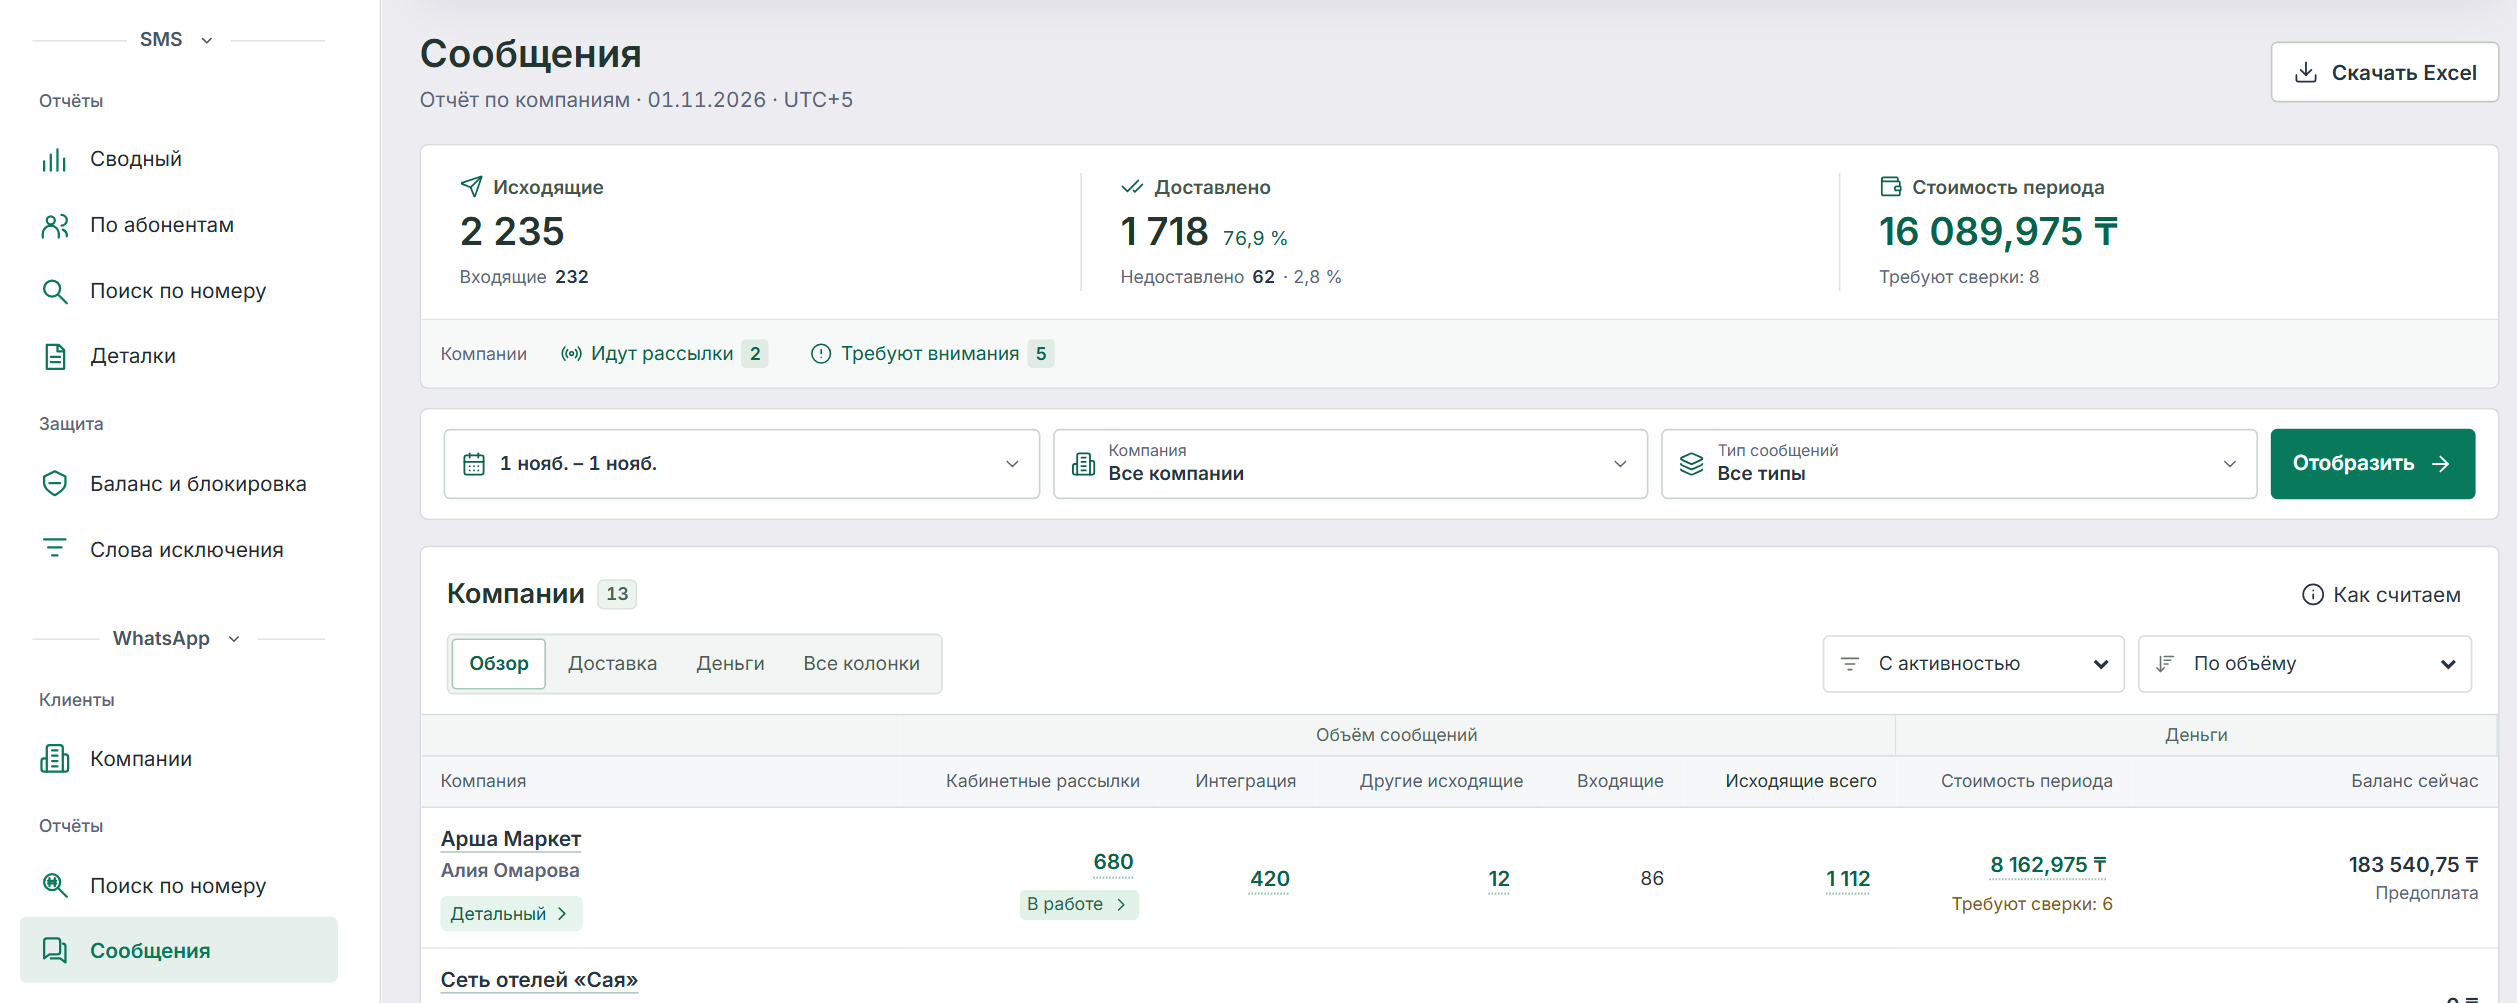 SMS
Отчёты
Сводный
По абонентам
Поиск по номеру
Деталки
Защита
Баланс и блокировка
Слова исключения
WhatsApp
Клиенты
Компании
Отчёты
Поиск по номеру
Сообщения
Сообщения
Отчёт по компаниям · 01.11.2026 · UTC+5
Скачать Excel
Исходящие
2 235
Входящие 232
Доставлено
1 718 76,9 %
Недоставлено 62 · 2,8 %
Стоимость периода
16 089,975 ₸
Требуют сверки: 8
Компании Идут рассылки 2 Требуют внимания 5
1 нояб. – 1 нояб.
Компания
Все компании
Тип сообщений
Все типы
Отобразить
Компании 13
Как считаем
Обзор Доставка Деньги Все колонки
С активностью
По объёму
Объём сообщений Деньги
Компания Кабинетные рассылки Интеграция Другие исходящие Входящие Исходящие всего Стоимость периода Баланс сейчас
Арша Маркет
Алия Омарова
Детальный
680
В работе
420
12
86
1 112
8 162,975 ₸
Требуют сверки: 6
183 540,75 ₸
Предоплата
Сеть отелей «Сая»